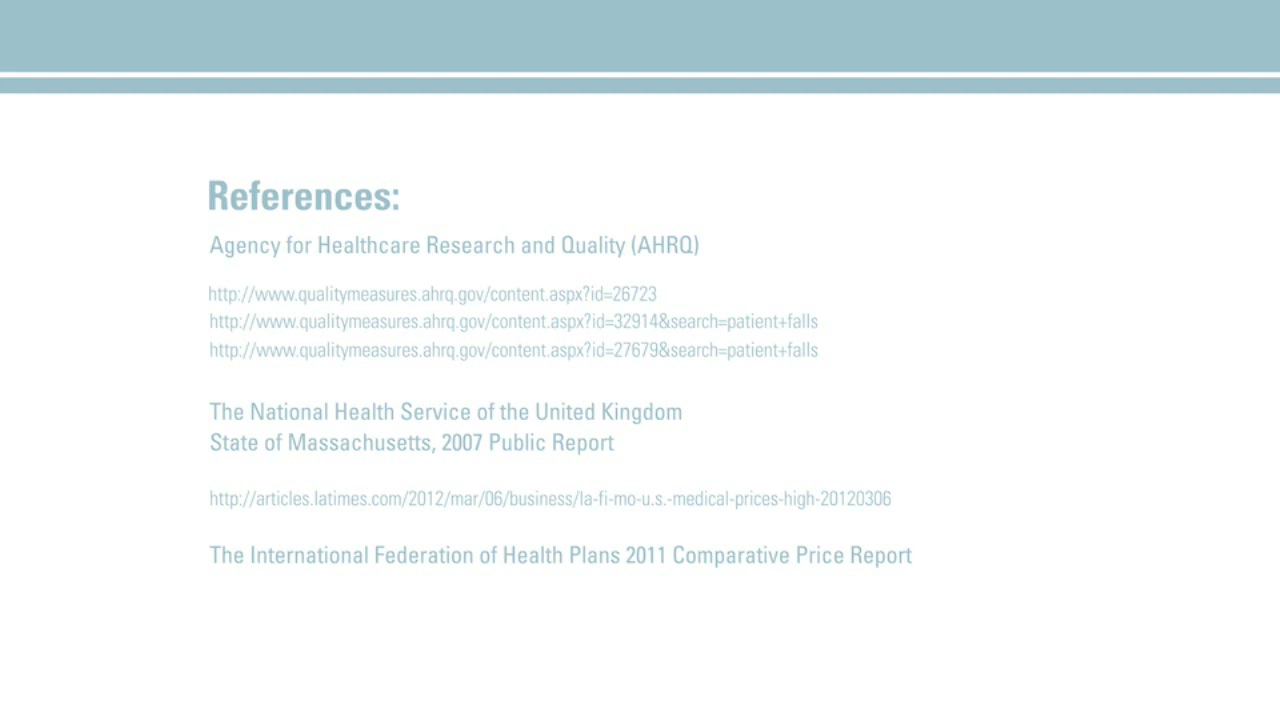 References:
Agency for Healthcare Research and Quality (AHRQ)
http://www.qualitymeasures.ahrq.gov/content.aspx?id=26723
http://www.qualitymeasures.ahrq.gov/content.aspx?id=32914&search=patient+falls
http://www.qualitymeasures.ahrq.gov/content.aspx?id=27679&search=patient+falls
The National Health Service of the United Kingdom
State of Massachusetts, 2007 Public Report
http://articles.latimes.com/2012/mar/06/business/la-fi-mo-u.s.-medical-prices-high-20120306
The International Federation of Health Plans 2011 Comparative Price Report